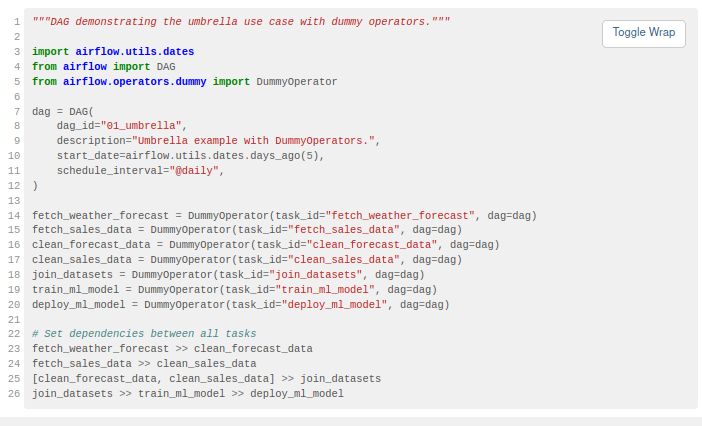 Toggle Wrap
1 """DAG demonstrating the umbrella use case with dummy operators."""
2
3 import airflow.utils.dates
4 from airflow import DAG
5 from airflow.operators.dummy import DummyOperator
6
7 dag = DAG(
8     dag_id="01_umbrella",
9     description="Umbrella example with DummyOperators.",
10     start_date=airflow.utils.dates.days_ago(5),
11     schedule_interval="@daily",
12 )
13
14 fetch_weather_forecast = DummyOperator(task_id="fetch_weather_forecast", dag=dag)
15 fetch_sales_data = DummyOperator(task_id="fetch_sales_data", dag=dag)
16 clean_forecast_data = DummyOperator(task_id="clean_forecast_data", dag=dag)
17 clean_sales_data = DummyOperator(task_id="clean_sales_data", dag=dag)
18 join_datasets = DummyOperator(task_id="join_datasets", dag=dag)
19 train_ml_model = DummyOperator(task_id="train_ml_model", dag=dag)
20 deploy_ml_model = DummyOperator(task_id="deploy_ml_model", dag=dag)
21
22 # Set dependencies between all tasks
23 fetch_weather_forecast >> clean_forecast_data
24 fetch_sales_data >> clean_sales_data
25 [clean_forecast_data, clean_sales_data] >> join_datasets
26 join_datasets >> train_ml_model >> deploy_ml_model